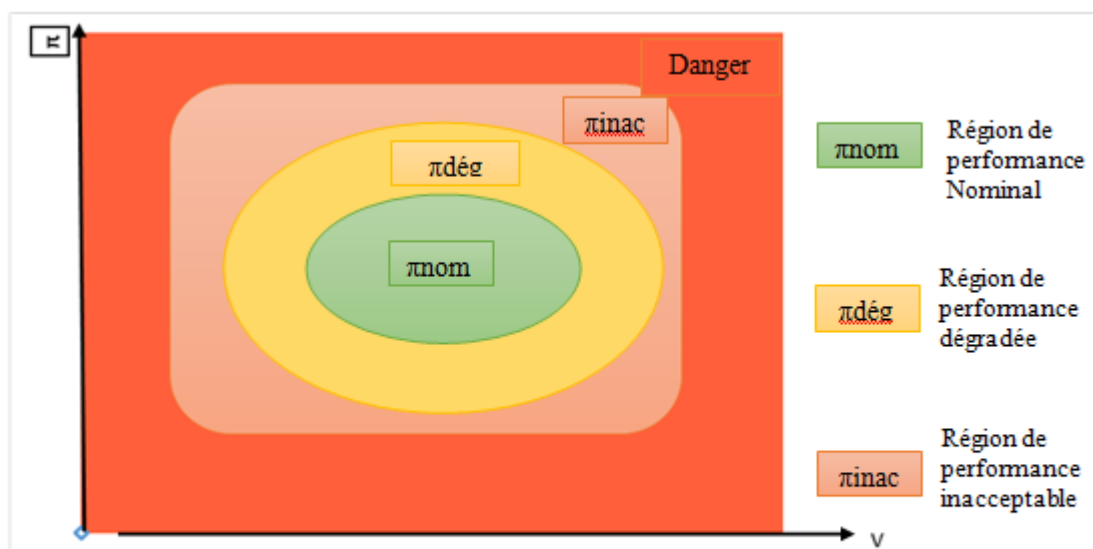 π
Danger
πinac
πdég
πnom
πnom
Région de
performance
Nominal
πdég
Région de
performance
dégradée
πinac
Région de
performance
inacceptable
v